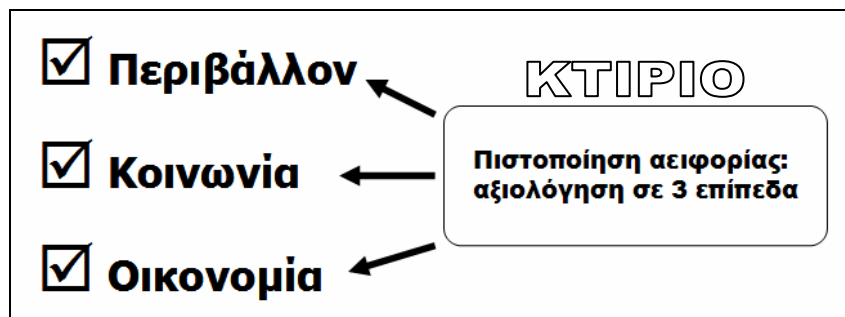 Περιβάλλον
Κοινωνία
Οικονομία
ΚΤΙΡΙΟ
Πιστοποίηση αειφορίας:
αξιολόγηση σε 3 επίπεδα